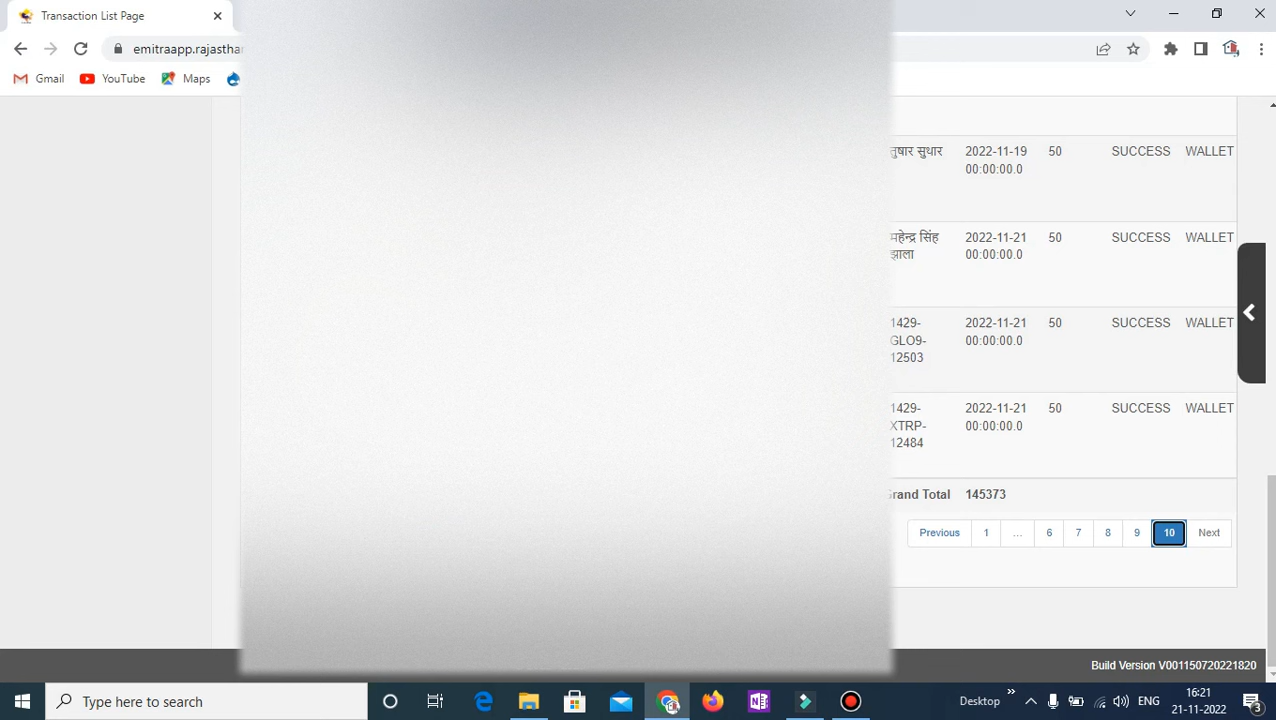 Transaction List Page
emitraapp.rajasthan
Gmail YouTube Maps
तुषार सुथार 2022-11-19 50 SUCCESS WALLET
00:00:00.0
महेन्द्र सिंह 2022-11-21 50 SUCCESS WALLET
झाला 00:00:00.0
1429- 2022-11-21 50 SUCCESS WALLET
GLO9- 00:00:00.0
12503
1429- 2022-11-21 50 SUCCESS WALLET
XTRP- 00:00:00.0
12484
Grand Total 145373
Previous 1 ... 6 7 8 9 10 Next
Build Version V001150720221820
Type here to search
Desktop » ENG 16:21
21-11-2022 3